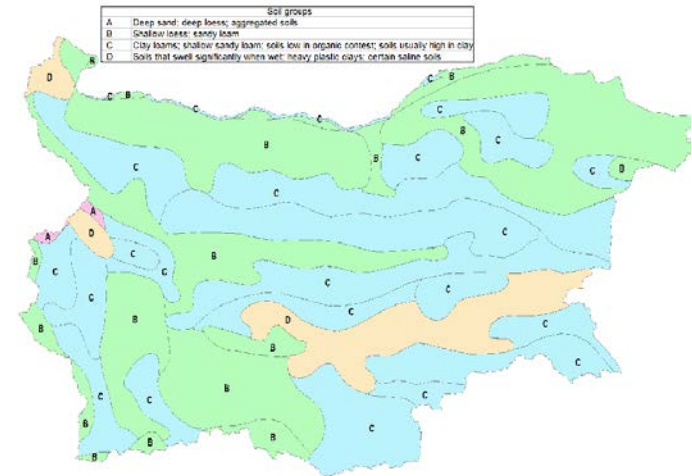 Soil groups
A Deep sand; deep loess; aggregated soils
B Shallow loess; sandy loam
C Clay loams; shallow sandy loam; soils low in organic contest; soils usually high in clay
D Soils that swell significantly when wet; heavy plastic clays; certain saline soils
B
D
C B
C B C
C
C
C
B
B
B
C
C
C
C
B
A
C
A
D
C
C
B
B
C
C
C
C
C
D
C
B
B
C
B
B
C
C
C
C
B
C
B
B
B